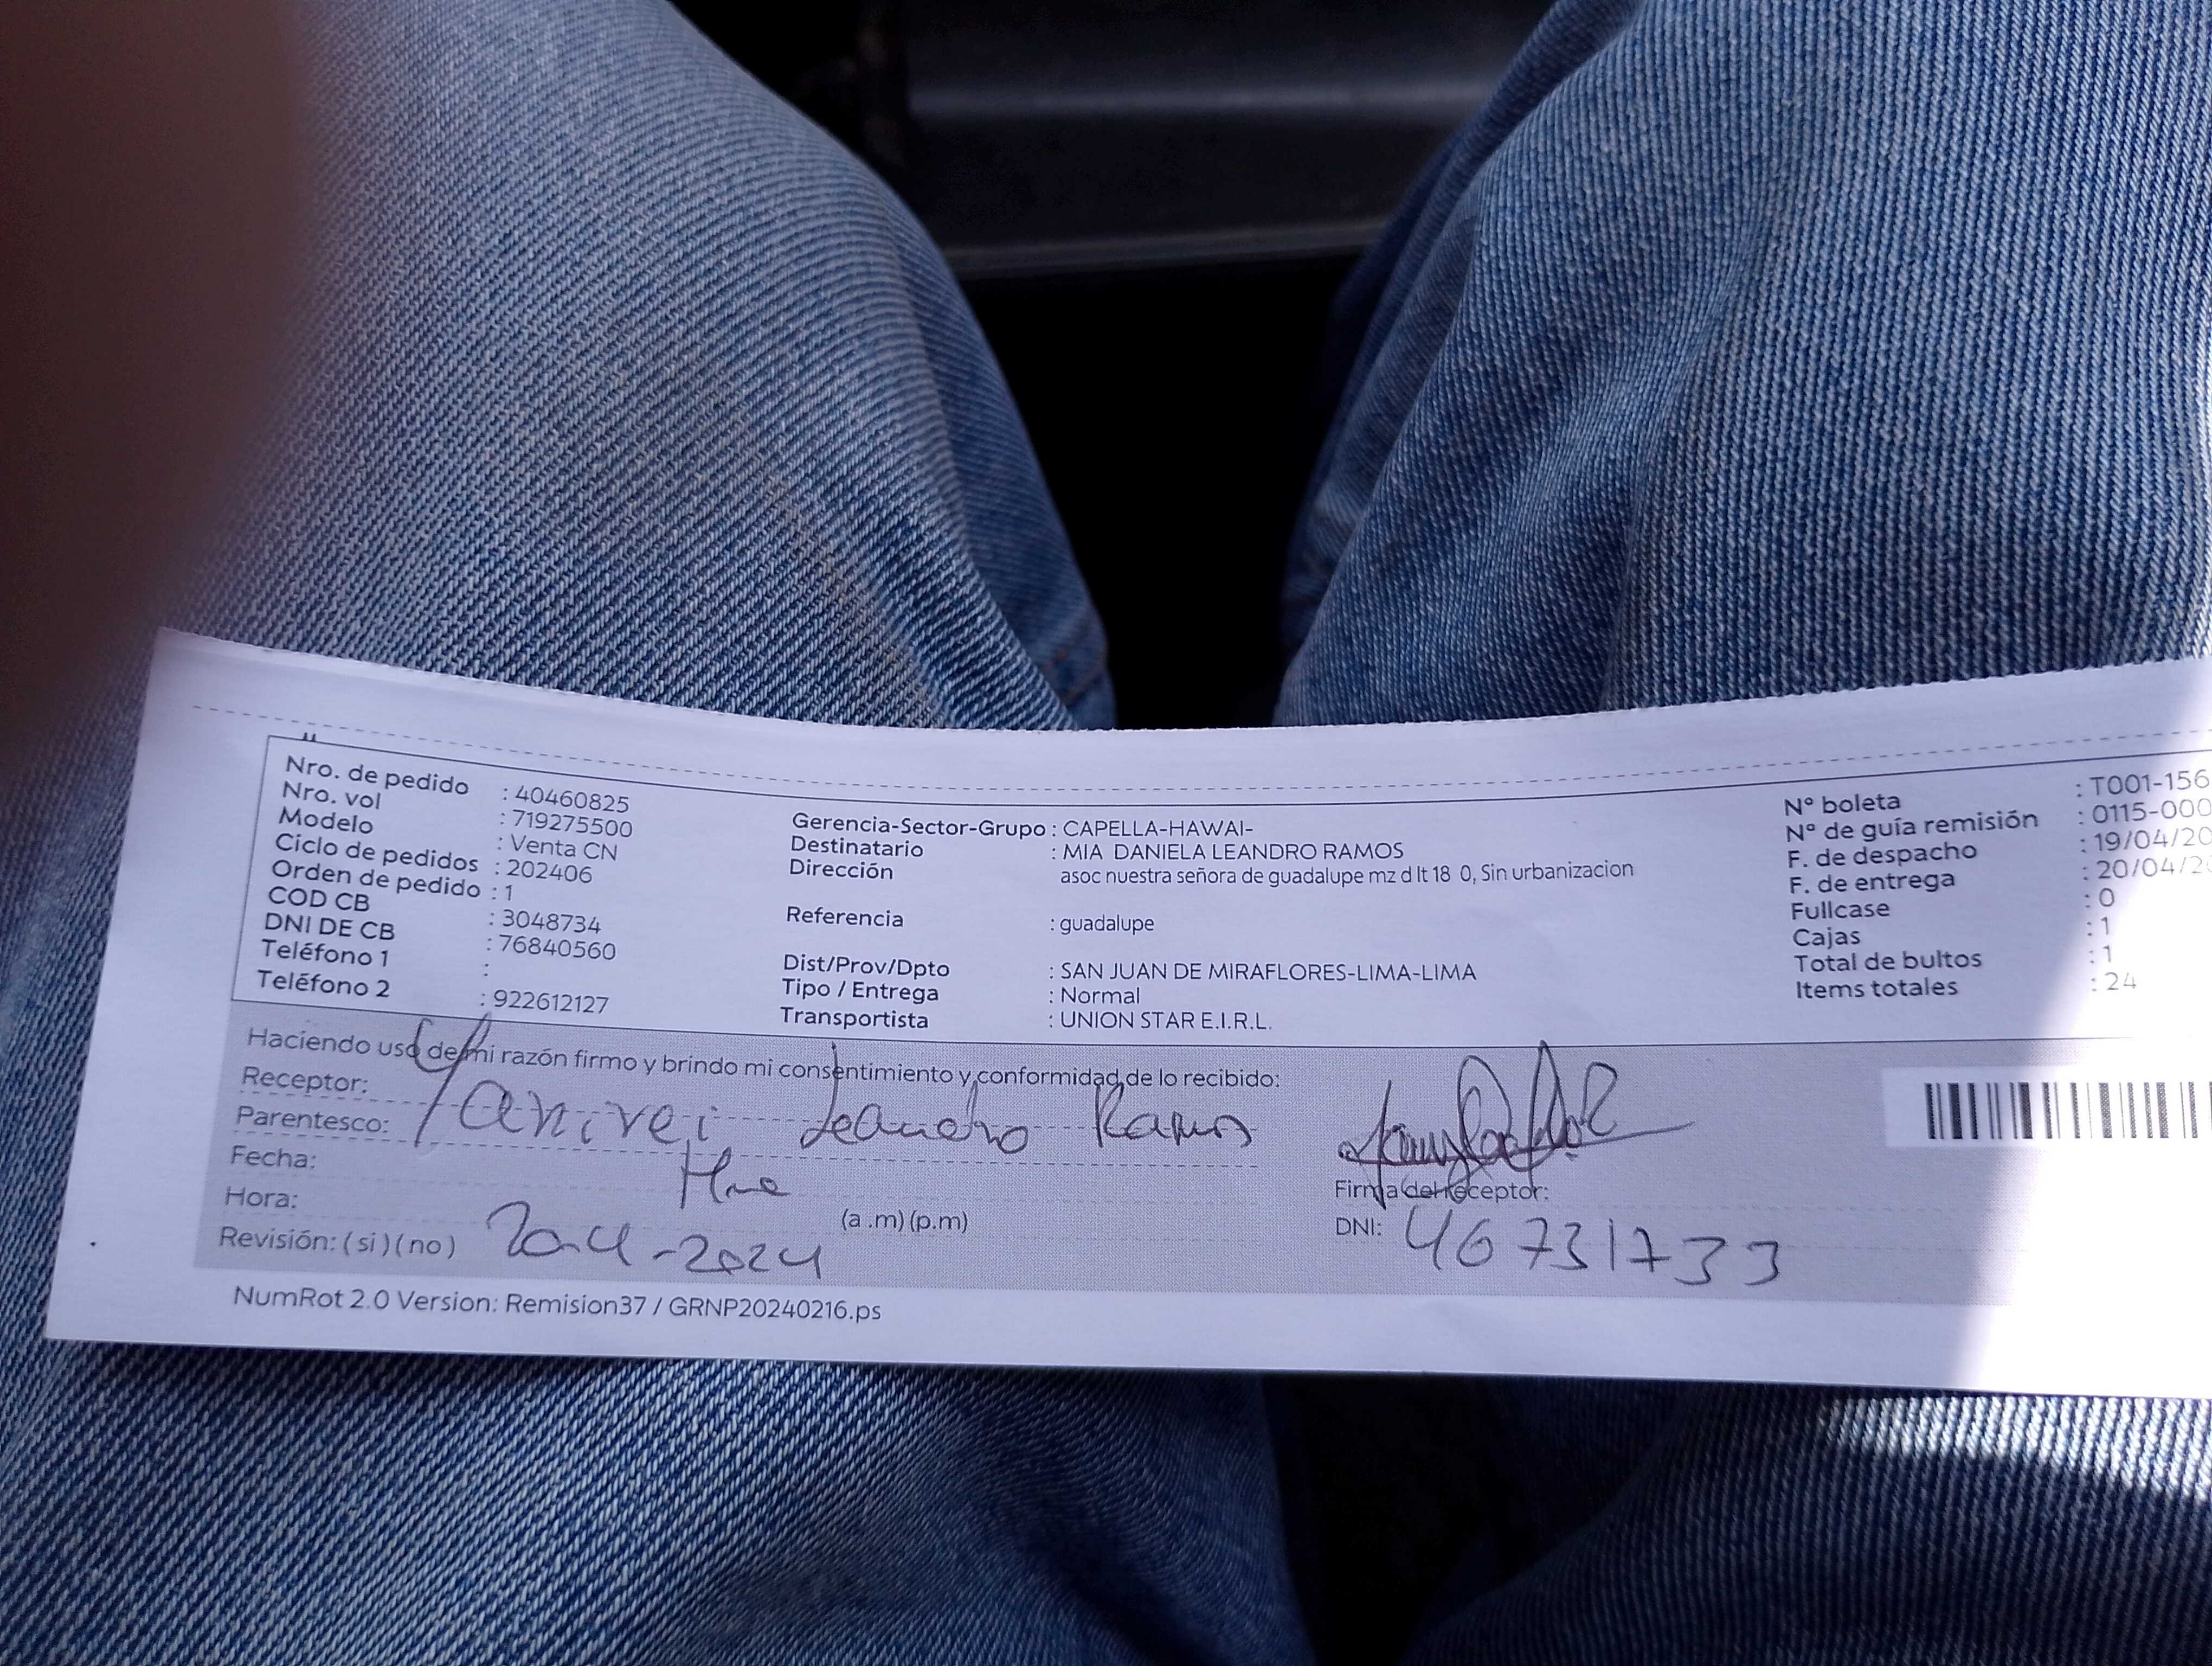 Nro. de pedido : 40460825
Nro. vol : 719275500
Modelo : Venta CN
Ciclo de pedidos : 202406
Orden de pedido : 1
COD CB : 3048734
DNI DE CB : 76840560
Teléfono 1 :
Teléfono 2 : 922612127
Gerencia-Sector-Grupo : CAPELLA-HAWAI-
Destinatario : MIA DANIELA LEANDRO RAMOS
Dirección asoc nuestra señora de guadalupe mz d lt 18 0, Sin urbanizacion
Referencia : guadalupe
Dist/Prov/Dpto : SAN JUAN DE MIRAFLORES-LIMA-LIMA
Tipo / Entrega : Normal
Transportista : UNION STAR E.I.R.L.
N° boleta : T001-156
N° de guía remisión : 0115-000
F. de despacho : 19/04/20
F. de entrega : 20/04/2
Fullcase : 0
Cajas : 1
Total de bultos : 1
Items totales : 24
Haciendo uso de mi razón firmo y brindo mi consentimiento y conformidad de lo recibido:
Receptor: Leandro Ramos
Parentesco:
Fecha:
Hora: (a .m) (p.m)
Revisión: ( si ) ( no ) 20-4-2024
Firma del receptor:
DNI: 46731733
NumRot 2.0 Version: Remision37 / GRNP20240216.ps